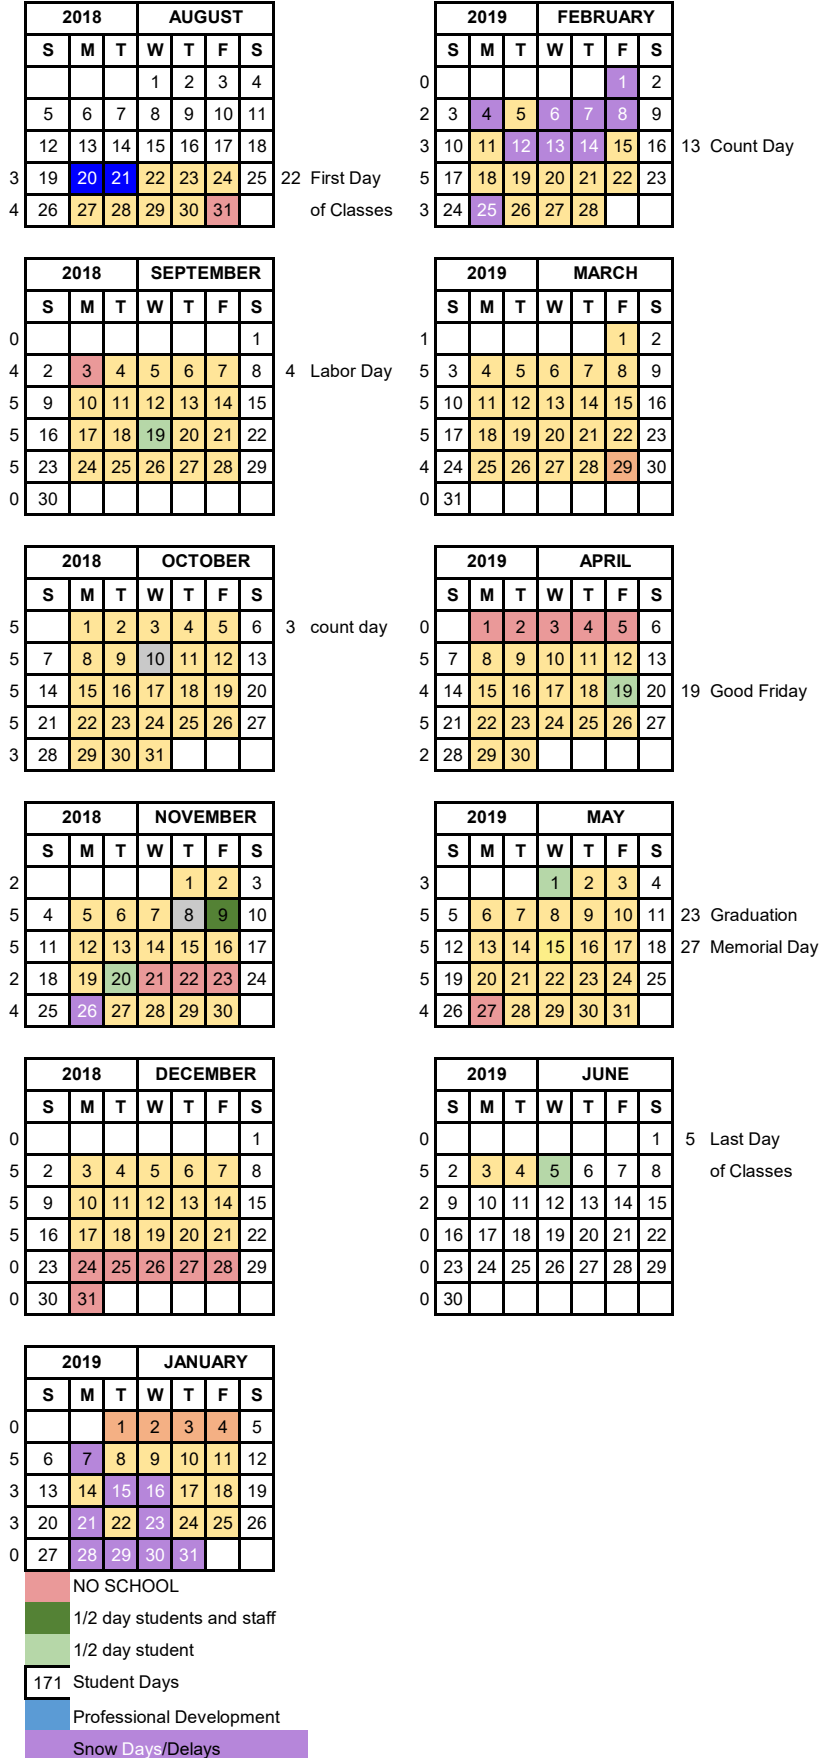 2018 AUGUST
S M T W T F S
1 2 3 4
5 6 7 8 9 10 11
12 13 14 15 16 17 18
3 19 20 21 22 23 24 25 22 First Day
4 26 27 28 29 30 31 of Classes
2018 SEPTEMBER
S M T W T F S
0 1
4 2 3 4 5 6 7 8 4 Labor Day
5 9 10 11 12 13 14 15
5 16 17 18 19 20 21 22
5 23 24 25 26 27 28 29
0 30
2018 OCTOBER
S M T W T F S
5 1 2 3 4 5 6 3 count day
5 7 8 9 10 11 12 13
5 14 15 16 17 18 19 20
5 21 22 23 24 25 26 27
3 28 29 30 31
2018 NOVEMBER
S M T W T F S
2 1 2 3
5 4 5 6 7 8 9 10
5 11 12 13 14 15 16 17
2 18 19 20 21 22 23 24
4 25 26 27 28 29 30
2018 DECEMBER
S M T W T F S
0 1
5 2 3 4 5 6 7 8
5 9 10 11 12 13 14 15
5 16 17 18 19 20 21 22
0 23 24 25 26 27 28 29
0 30 31
2019 JANUARY
S M T W T F S
0 1 2 3 4 5
5 6 7 8 9 10 11 12
3 13 14 15 16 17 18 19
3 20 21 22 23 24 25 26
0 27 28 29 30 31
NO SCHOOL
1/2 day students and staff
1/2 day student
171 Student Days
Professional Development
Snow Days/Delays
2019 FEBRUARY
S M T W T F S
0 1 2
2 3 4 5 6 7 8 9
3 10 11 12 13 14 15 16 13 Count Day
5 17 18 19 20 21 22 23
3 24 25 26 27 28
2019 MARCH
S M T W T F S
1 1 2
5 3 4 5 6 7 8 9
5 10 11 12 13 14 15 16
5 17 18 19 20 21 22 23
4 24 25 26 27 28 29 30
0 31
2019 APRIL
S M T W T F S
0 1 2 3 4 5 6
5 7 8 9 10 11 12 13
4 14 15 16 17 18 19 20 19 Good Friday
5 21 22 23 24 25 26 27
2 28 29 30
2019 MAY
S M T W T F S
3 1 2 3 4
5 5 6 7 8 9 10 11 23 Graduation
5 12 13 14 15 16 17 18 27 Memorial Day
5 19 20 21 22 23 24 25
4 26 27 28 29 30 31
2019 JUNE
S M T W T F S
0 1 5 Last Day
5 2 3 4 5 6 7 8 of Classes
2 9 10 11 12 13 14 15
0 16 17 18 19 20 21 22
0 23 24 25 26 27 28 29
0 30